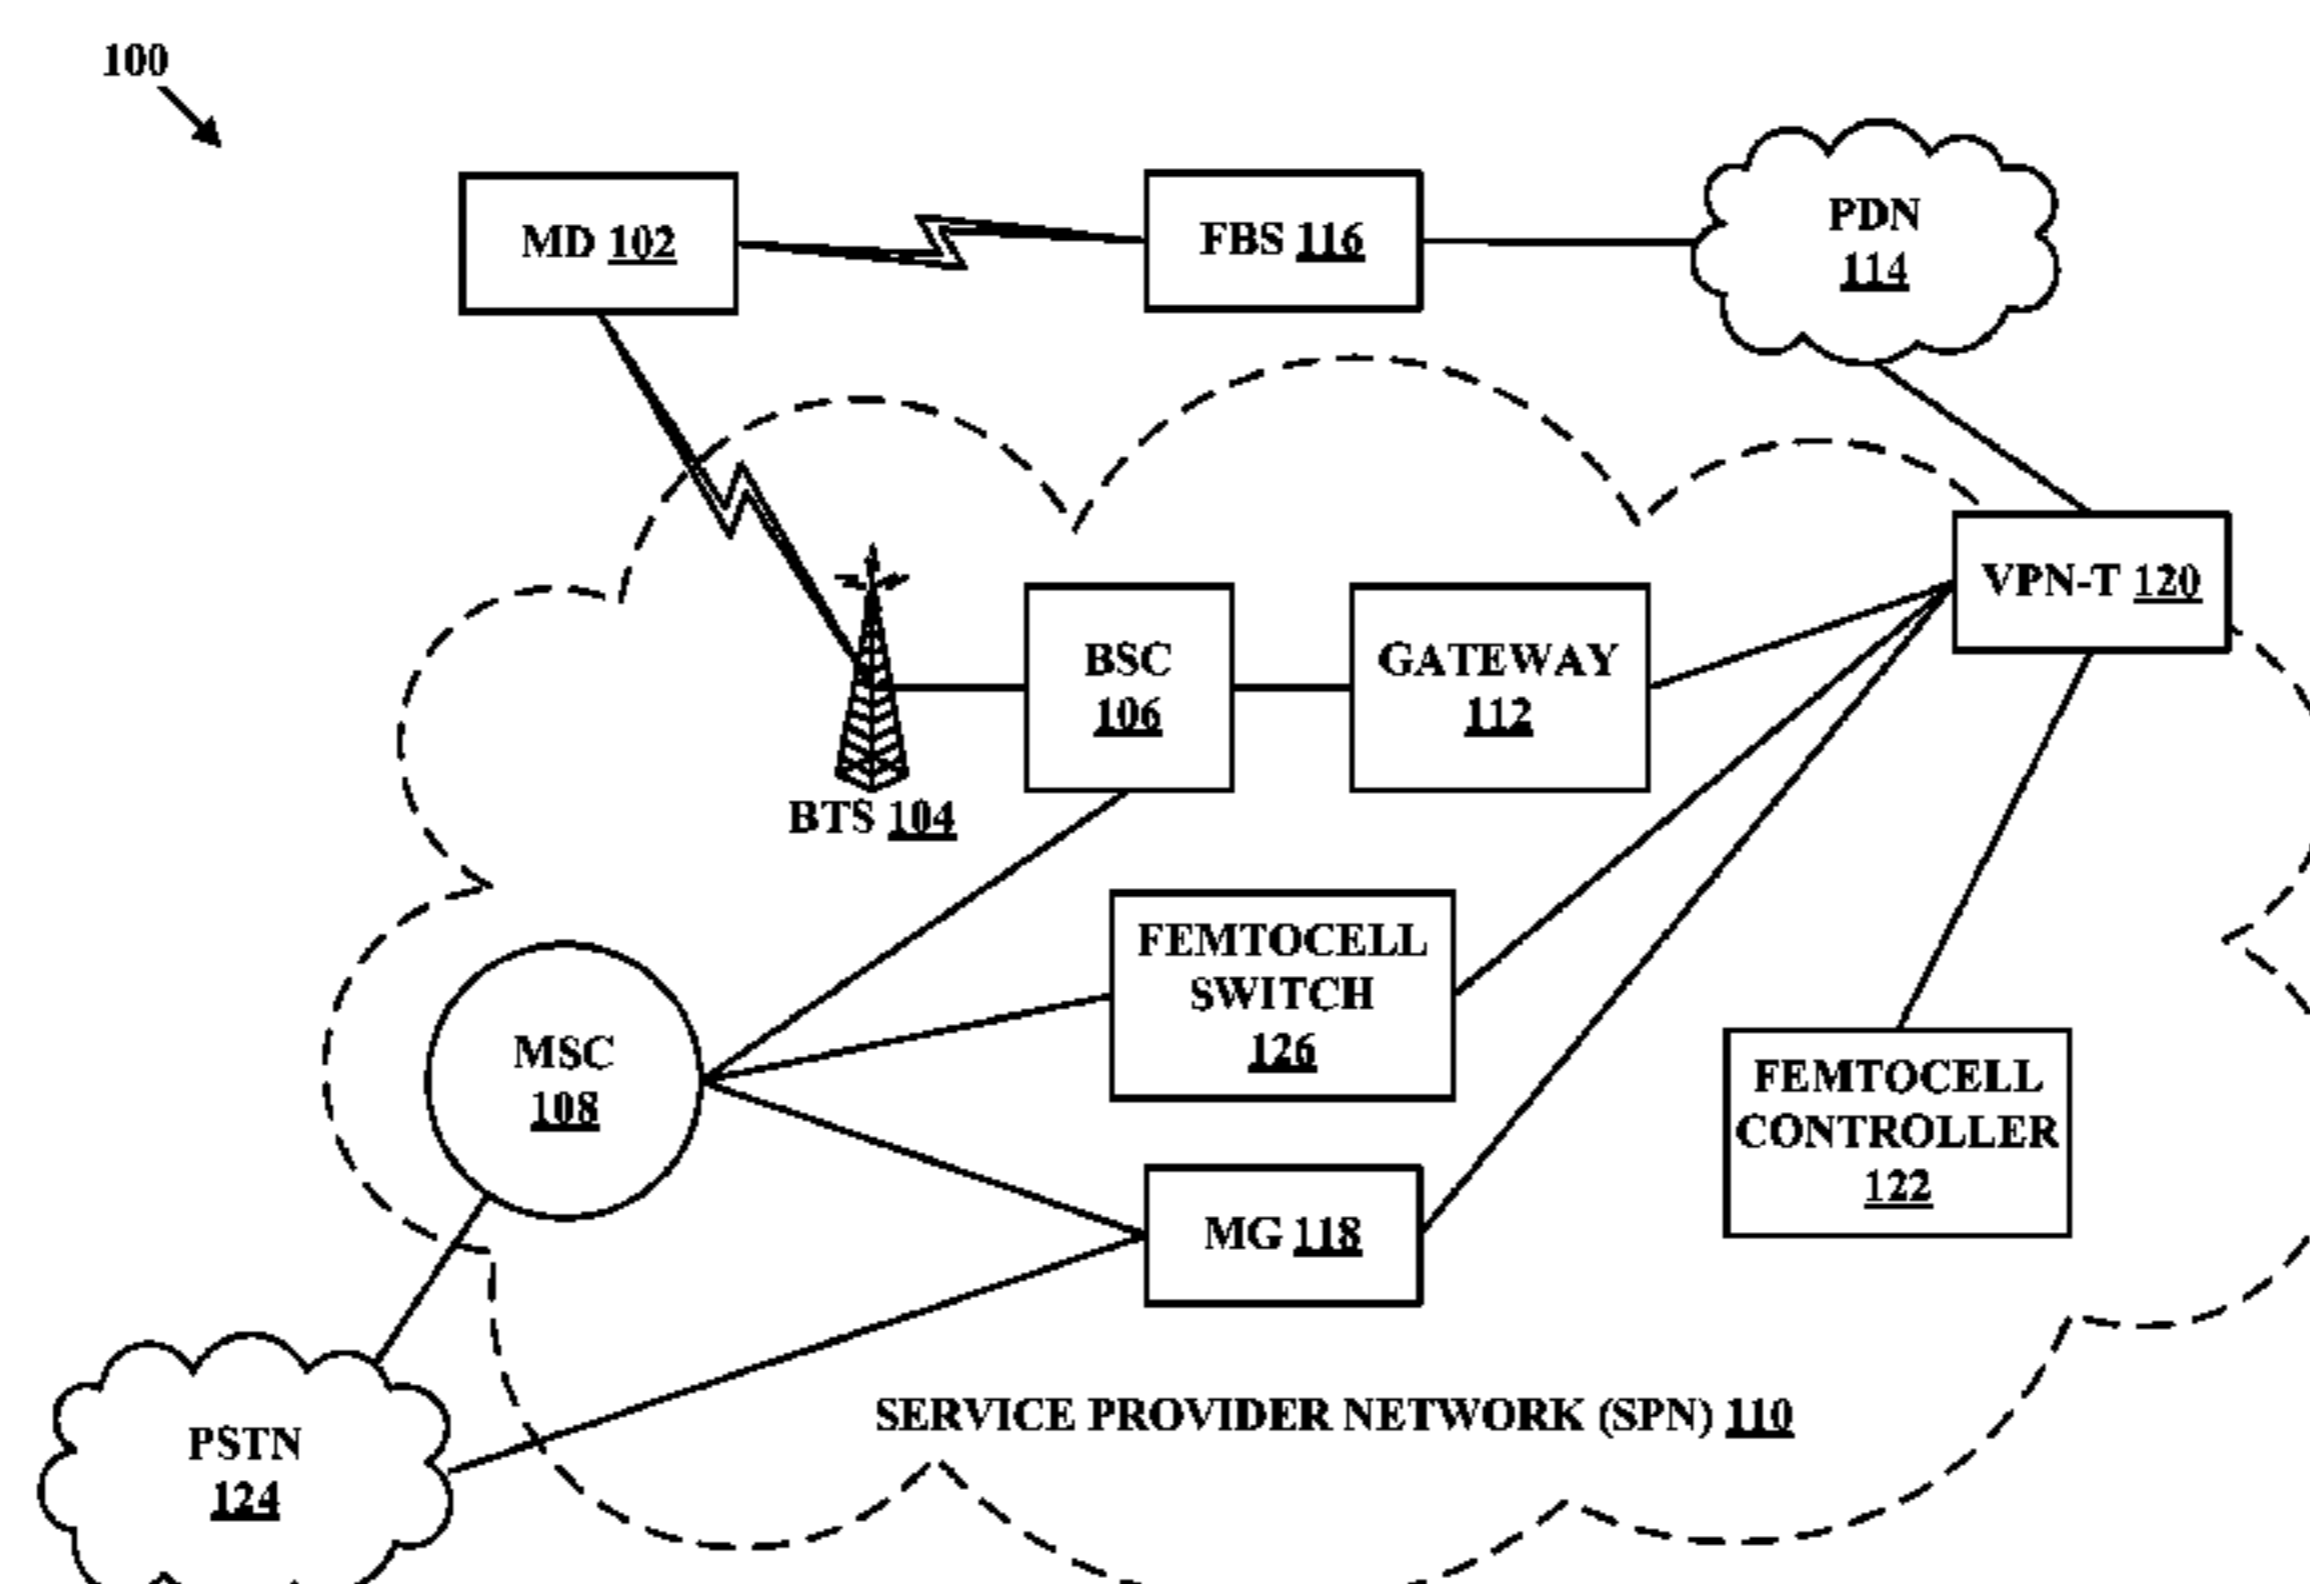 100
MD 102
FBS 116
PDN
114
VPN-T 120
BSC
106
GATEWAY
112
BTS 104
FEMTOCELL
SWITCH
126
MSC
108
FEMTOCELL
CONTROLLER
122
MG 118
SERVICE PROVIDER NETWORK (SPN) 110
PSTN
124